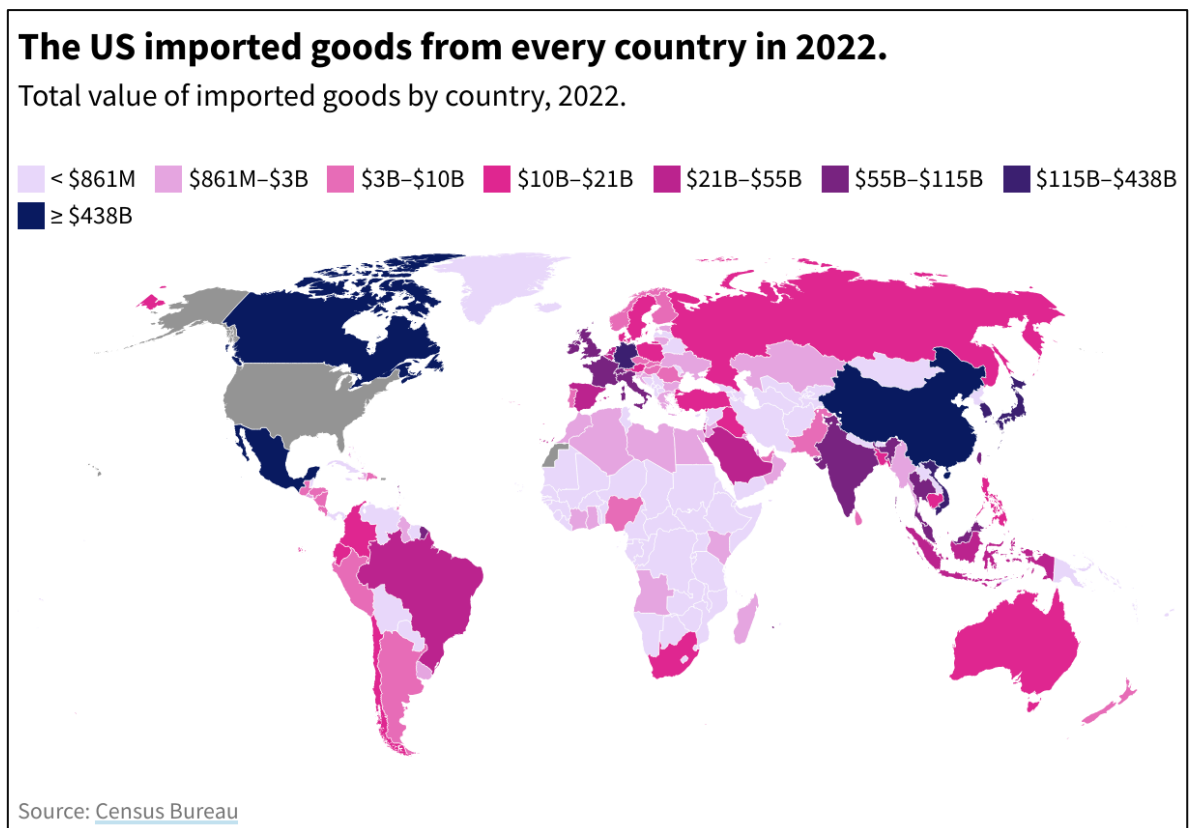 The US imported goods from every country in 2022.
Total value of imported goods by country, 2022.
< $861M $861M–$3B $3B–$10B $10B–$21B $21B–$55B $55B–$115B $115B–$438B
≥ $438B
Source: Census Bureau